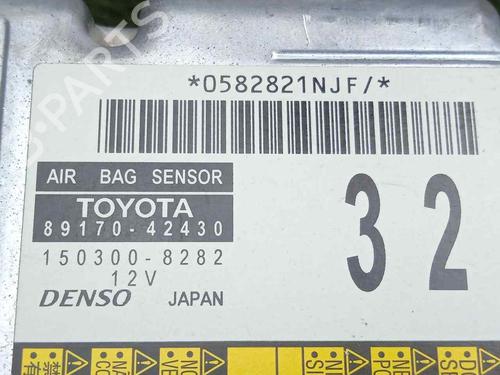 *0582821NJF/*
AIR BAG SENSOR
TOYOTA
89170-42430
150300-8282
12V
DENSO JAPAN
32